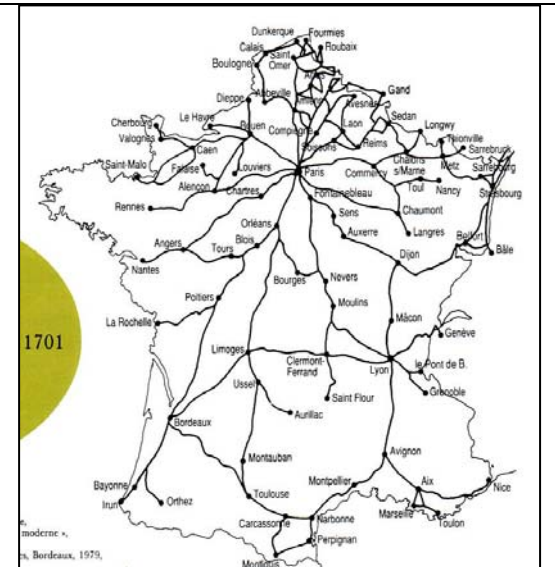 Dunkerque
Fourmies
Calais
Saint
Omer
Roubaix
Boulogne
Abbeville
Gand
Dieppe
Amiens
Avesnes
Cherbourg
Le Havre
Rouen
Laon
Sedan
Longwy
Valognes
Compiègne
Soissons
Reims
Thionville
Sarrebruck
Caen
Saint-Malo
Falaise
Louviers
Paris
Commercy
Châlons
s/Marne
Metz
Sarrebourg
Alençon
Chartres
Fontainebleau
Toul
Nancy
Strasbourg
Rennes
Sens
Chaumont
Orléans
Auxerre
Langres
Angers
Tours
Blois
Belfort
Dijon
Bâle
Nantes
Bourges
Nevers
Poitiers
Moulins
La Rochelle
Mâcon
Genève
1701
Limoges
Clermont-
Ferrand
Lyon
le Pont de B.
Ussel
Saint Flour
Grenoble
Aurillac
Bordeaux
Montauban
Avignon
Bayonne
Irun
Orthez
Toulouse
Montpellier
Aix
Nice
Carcassonne
Narbonne
Marseille
Toulon
Perpignan
moderne »,
es, Bordeaux, 1979,